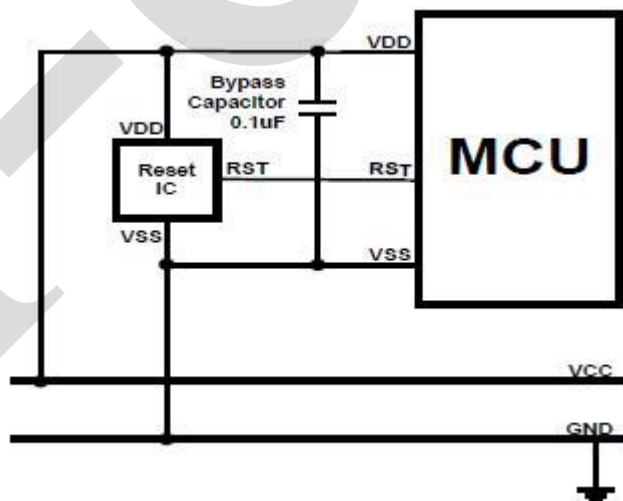 VDD
Bypass
Capacitor
0.1uF
VDD
MCU
Reset
IC
RST
RST
VSS
VSS
VCC
GND